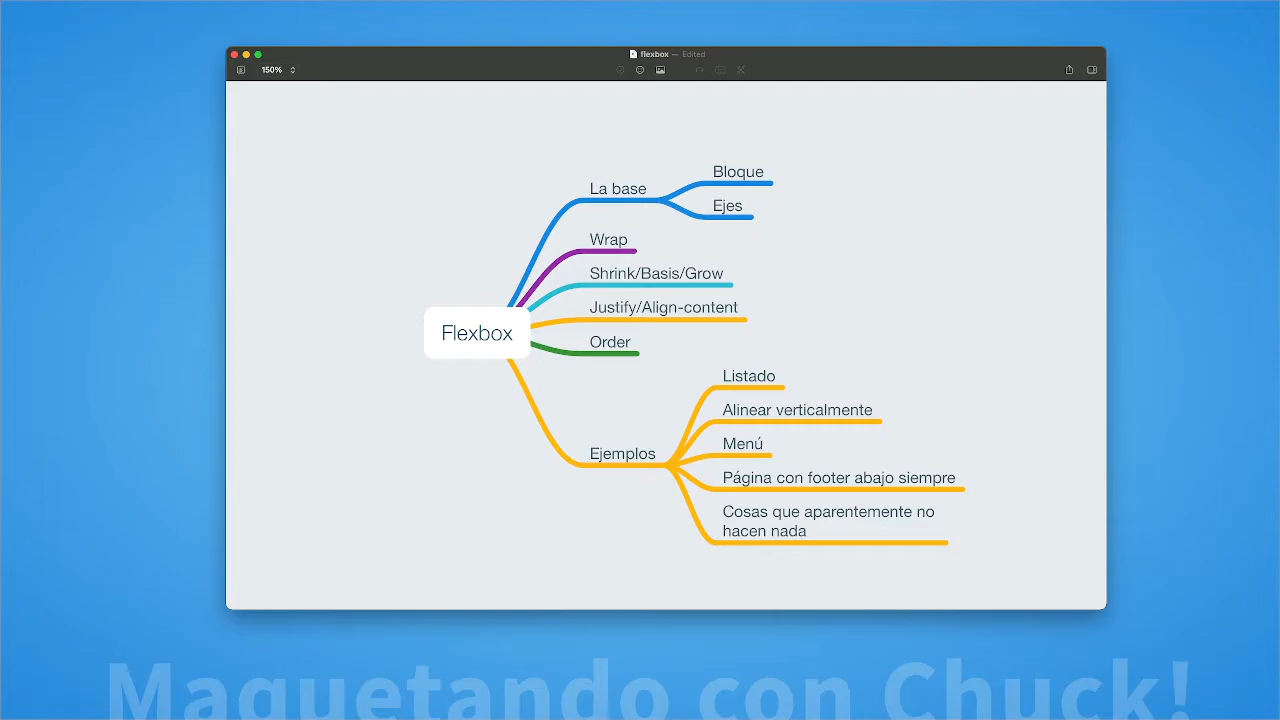 flexbox — Edited
150%
Bloque
La base
Ejes
Wrap
Shrink/Basis/Grow
Justify/Align-content
Flexbox
Order
Listado
Alinear verticalmente
Menú
Ejemplos
Página con footer abajo siempre
Cosas que aparentemente no
hacen nada
Maquetando con Chuck!